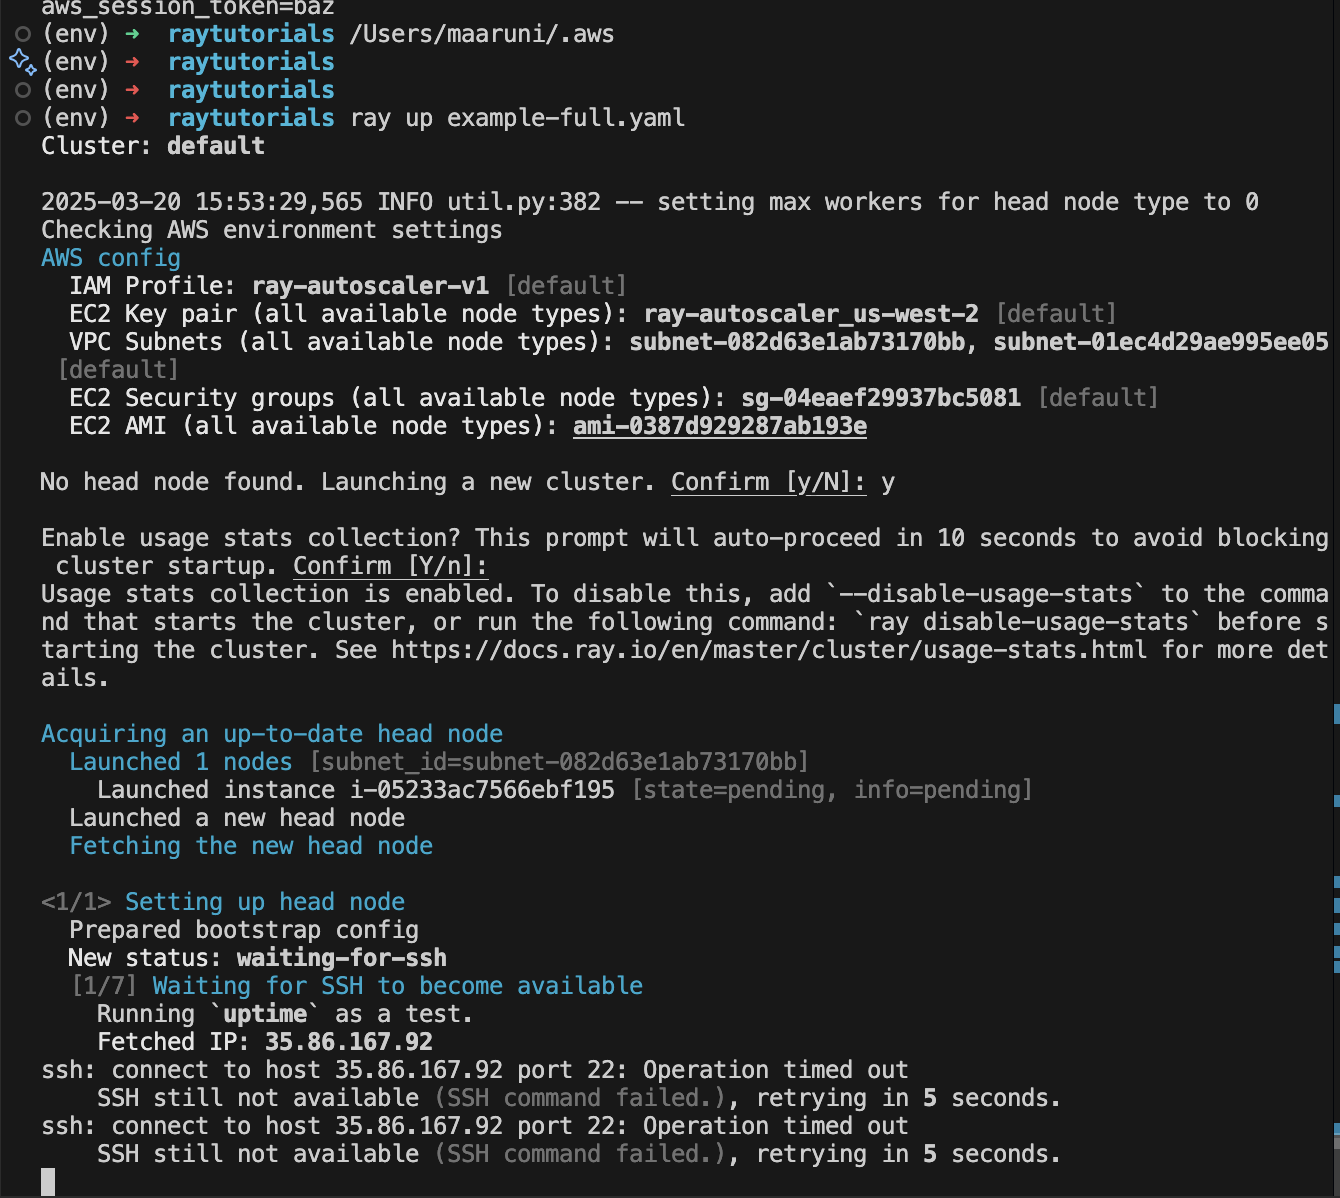 aws_session_token=baz
(env) ➜  raytutorials /Users/maaruni/.aws
(env) ➜  raytutorials
(env) ➜  raytutorials
(env) ➜  raytutorials ray up example-full.yaml
Cluster: default
2025-03-20 15:53:29,565 INFO util.py:382 -- setting max workers for head node type to 0
Checking AWS environment settings
AWS config
  IAM Profile: ray-autoscaler-v1 [default]
  EC2 Key pair (all available node types): ray-autoscaler_us-west-2 [default]
  VPC Subnets (all available node types): subnet-082d63e1ab73170bb, subnet-01ec4d29ae995ee05
 [default]
  EC2 Security groups (all available node types): sg-04eaef29937bc5081 [default]
  EC2 AMI (all available node types): ami-0387d929287ab193e
No head node found. Launching a new cluster. Confirm [y/N]: y
Enable usage stats collection? This prompt will auto-proceed in 10 seconds to avoid blocking
 cluster startup. Confirm [Y/n]:
Usage stats collection is enabled. To disable this, add `--disable-usage-stats` to the comma
nd that starts the cluster, or run the following command: `ray disable-usage-stats` before s
tarting the cluster. See https://docs.ray.io/en/master/cluster/usage-stats.html for more det
ails.
Acquiring an up-to-date head node
  Launched 1 nodes [subnet_id=subnet-082d63e1ab73170bb]
    Launched instance i-05233ac7566ebf195 [state=pending, info=pending]
  Launched a new head node
  Fetching the new head node
<1/1> Setting up head node
  Prepared bootstrap config
  New status: waiting-for-ssh
  [1/7] Waiting for SSH to become available
    Running `uptime` as a test.
    Fetched IP: 35.86.167.92
ssh: connect to host 35.86.167.92 port 22: Operation timed out
    SSH still not available (SSH command failed.), retrying in 5 seconds.
ssh: connect to host 35.86.167.92 port 22: Operation timed out
    SSH still not available (SSH command failed.), retrying in 5 seconds.